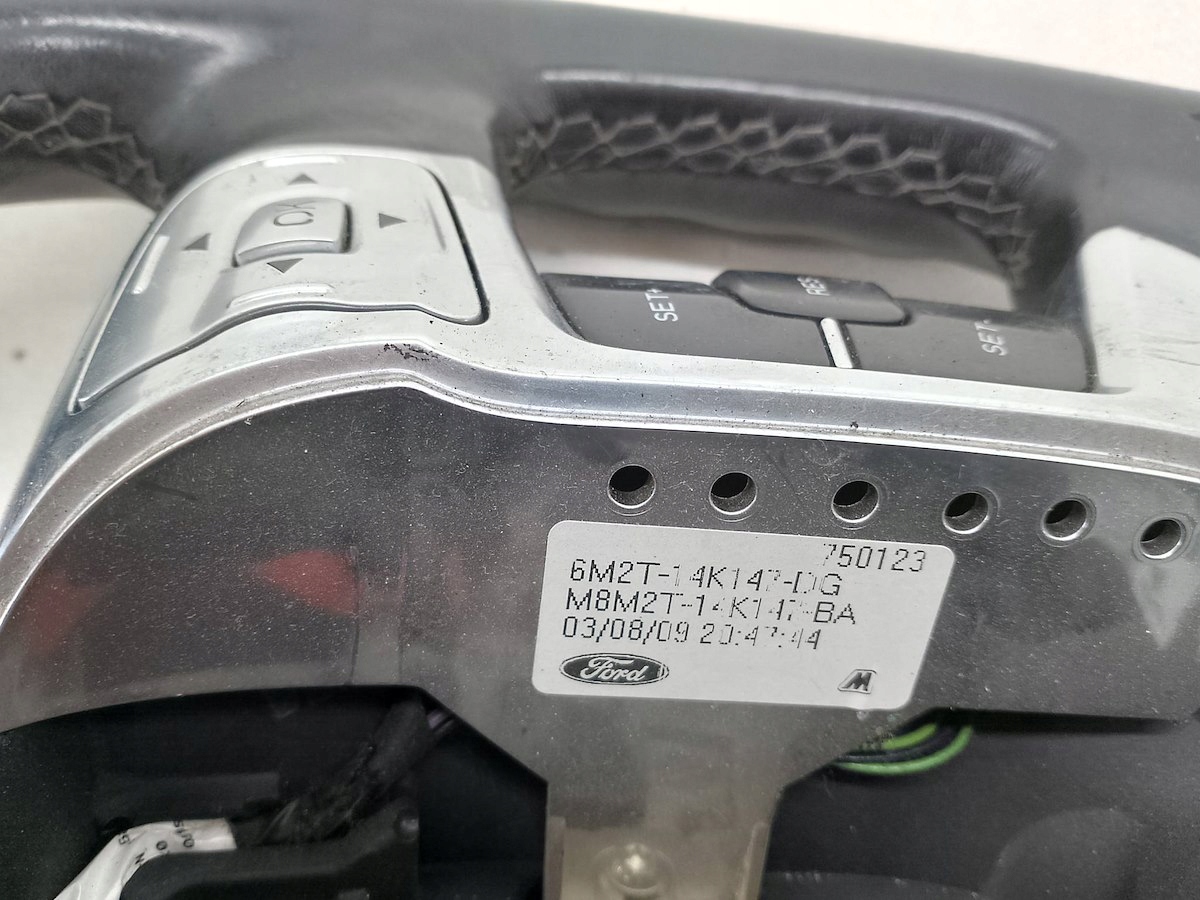 OK
SET+
RES
SET-
750123
6M2T-14K147-DG
M8M2T-14K147-BA
03/08/09 20:47:44
Ford